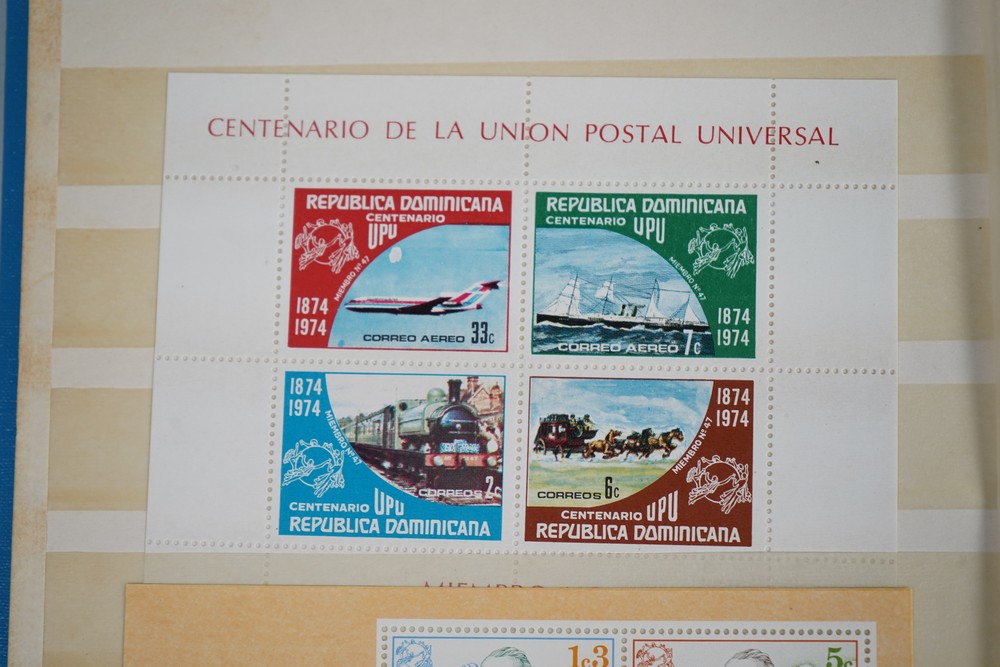 CENTENARIO DE LA UNION POSTAL UNIVERSAL
REPUBLICA DOMINICANA
CENTENARIO
UPU
MIEMBRO Nº 47
1874
1974
CORREO AEREO 33c
REPUBLICA DOMINICANA
CENTENARIO UPU
MIEMBRO Nº 47
1874
1974
CORREO AEREO 7c
1874
1974
MIEMBRO Nº 47
CORREOS 2c
CENTENARIO UPU
REPUBLICA DOMINICANA
1874
1974
MIEMBRO Nº 47
CORREOS 6c
CENTENARIO UPU
REPUBLICA DOMINICANA
MIEMBRO
1c3
5c